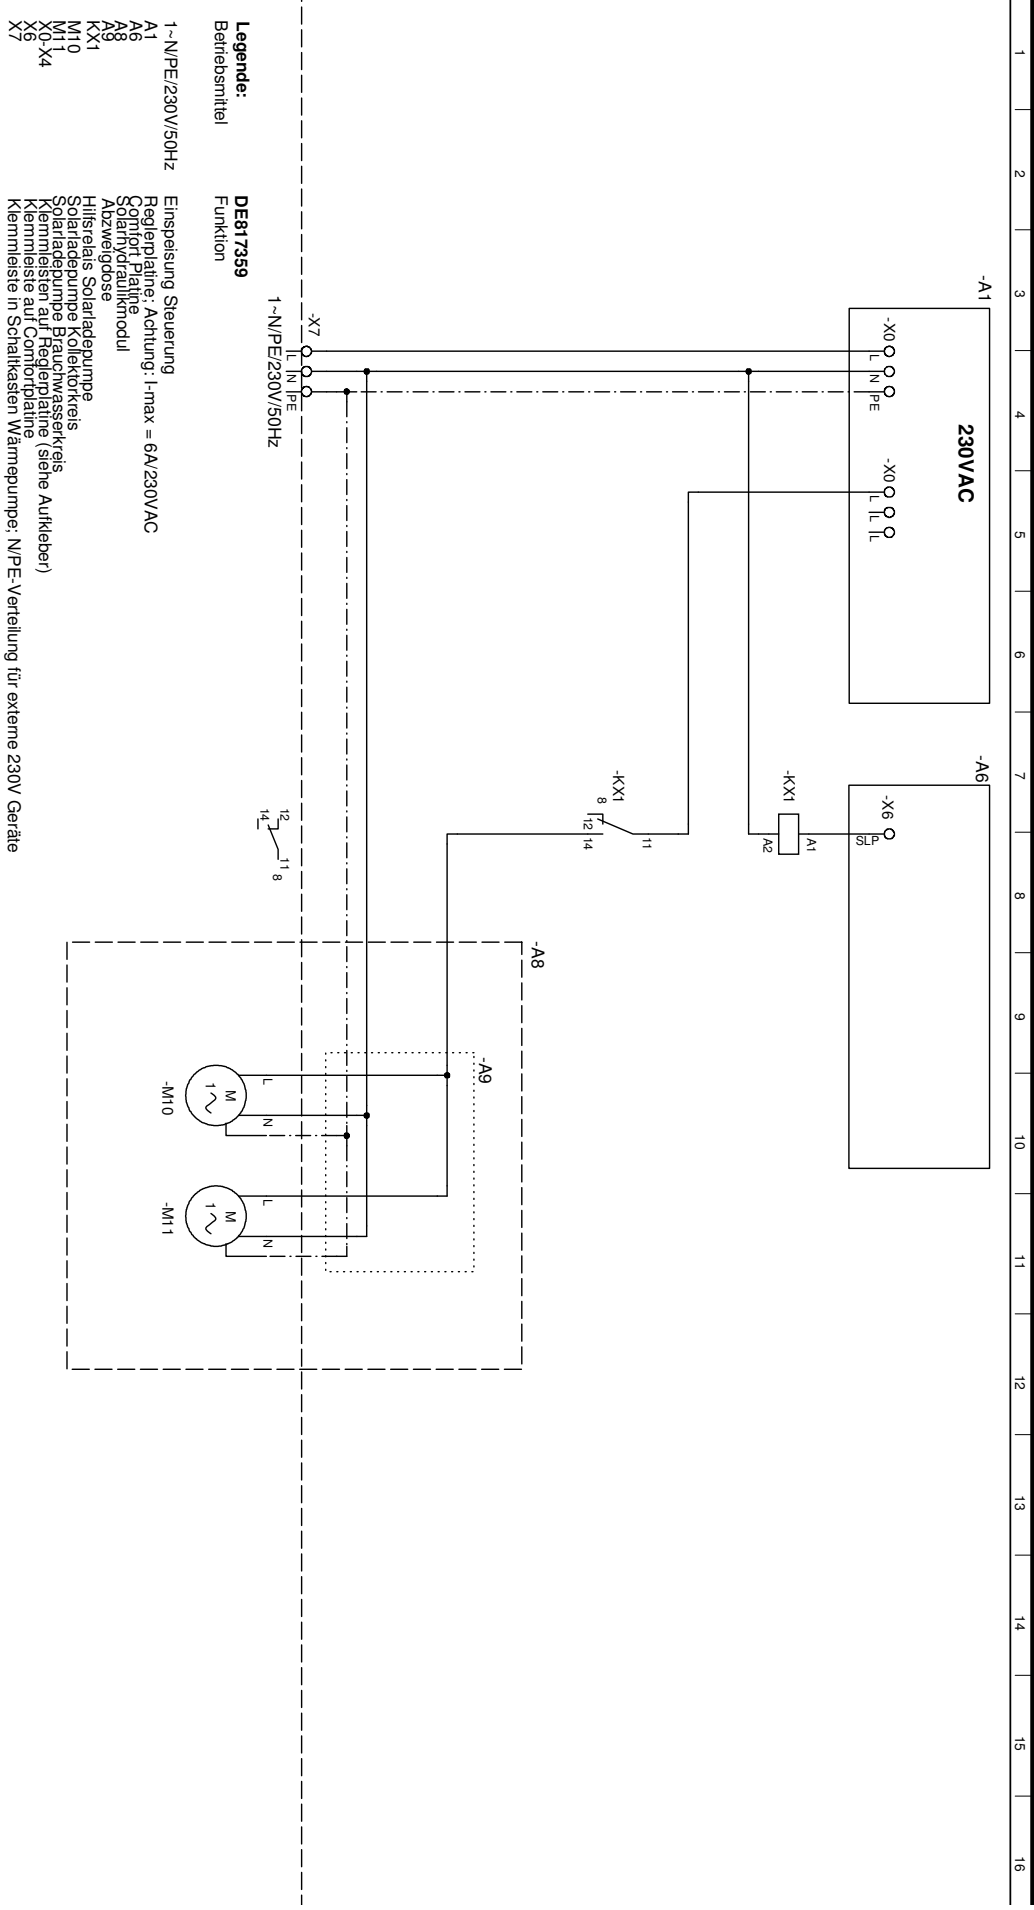 1
2
3
4
5
6
7
8
9
10
11
12
13
14
15
16
-A1
230VAC
-X0
L
N
PE
-X0
L
L
L
-A6
-X6
SLP
-KX1
A1
A2
-KX1
8
11
12
14
-A8
-A9
-X7
L
N
PE
1~N/PE/230V/50Hz
12
14
11
8
L
N
M
1
-M10
L
N
M
1
-M11
Legende: DE817359
Betriebsmittel Funktion
1~N/PE/230V/50Hz Einspeisung Steuerung
A1 Reglerplatine; Achtung: I-max = 6A/230VAC
A6 Comfort Platine
A8 Solarhydraulikmodul
A9 Abzweigdose
KX1 Hilfsrelais Solarladepumpe
M10 Solarladepumpe Kollektorkreis
M11 Solarladepumpe Brauchwasserkreis
X0-X4 Klemmleisten auf Reglerplatine (siehe Aufkleber)
X6 Klemmleiste auf Comfortplatine
X7 Klemmleiste in Schaltkasten Wärmepumpe; N/PE-Verteilung für externe 230V Geräte